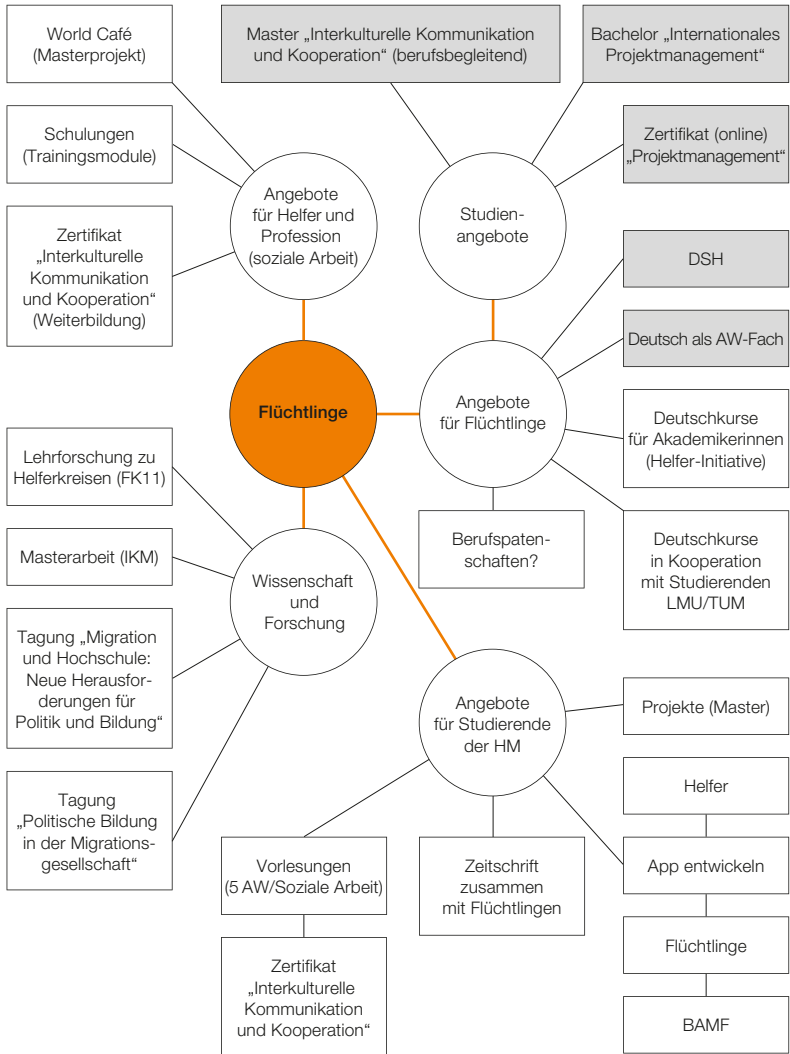 World Café
(Masterprojekt)
Master „Interkulturelle Kommunikation
und Kooperation“ (berufsbegleitend)
Bachelor „Internationales
Projektmanagement“
Schulungen
(Trainingsmodule)
Zertifikat (online)
„Projektmanagement“
Angebote
für Helfer und
Profession
(soziale Arbeit)
Studien-
angebote
Zertifikat
„Interkulturelle
Kommunikation
und Kooperation“
(Weiterbildung)
DSH
Deutsch als AW-Fach
Flüchtlinge
Angebote
für Flüchtlinge
Deutschkurse
für Akademikerinnen
(Helfer-Initiative)
Lehrforschung zu
Helferkreisen (FK11)
Berufspaten-
schaften?
Deutschkurse
in Kooperation
mit Studierenden
LMU/TUM
Masterarbeit (IKM)
Wissenschaft
und
Forschung
Tagung „Migration
und Hochschule:
Neue Herausfor-
derungen für
Politik und Bildung“
Angebote
für Studierende
der HM
Projekte (Master)
Tagung
„Politische Bildung
in der Migrations-
gesellschaft“
Helfer
Vorlesungen
(5 AW/Soziale Arbeit)
Zeitschrift
zusammen
mit Flüchtlingen
App entwickeln
Flüchtlinge
Zertifikat
„Interkulturelle
Kommunikation
und Kooperation“
BAMF